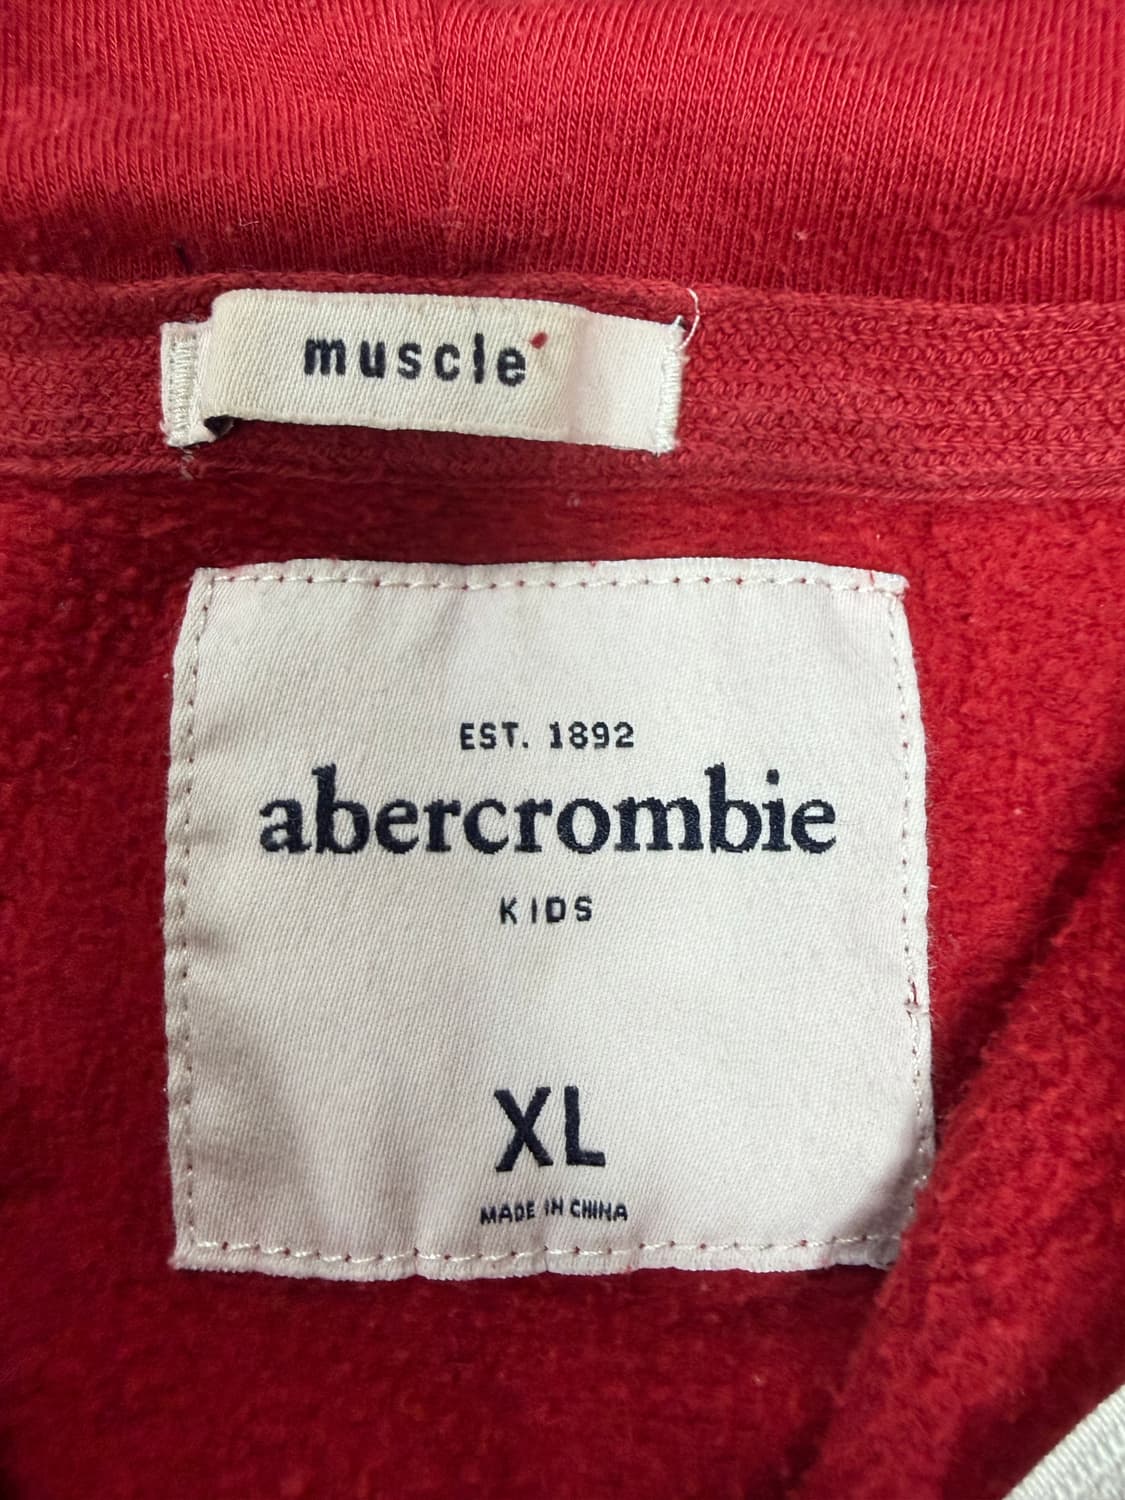 muscle
EST. 1892
abercrombie
KIDS
XL
MADE IN CHINA